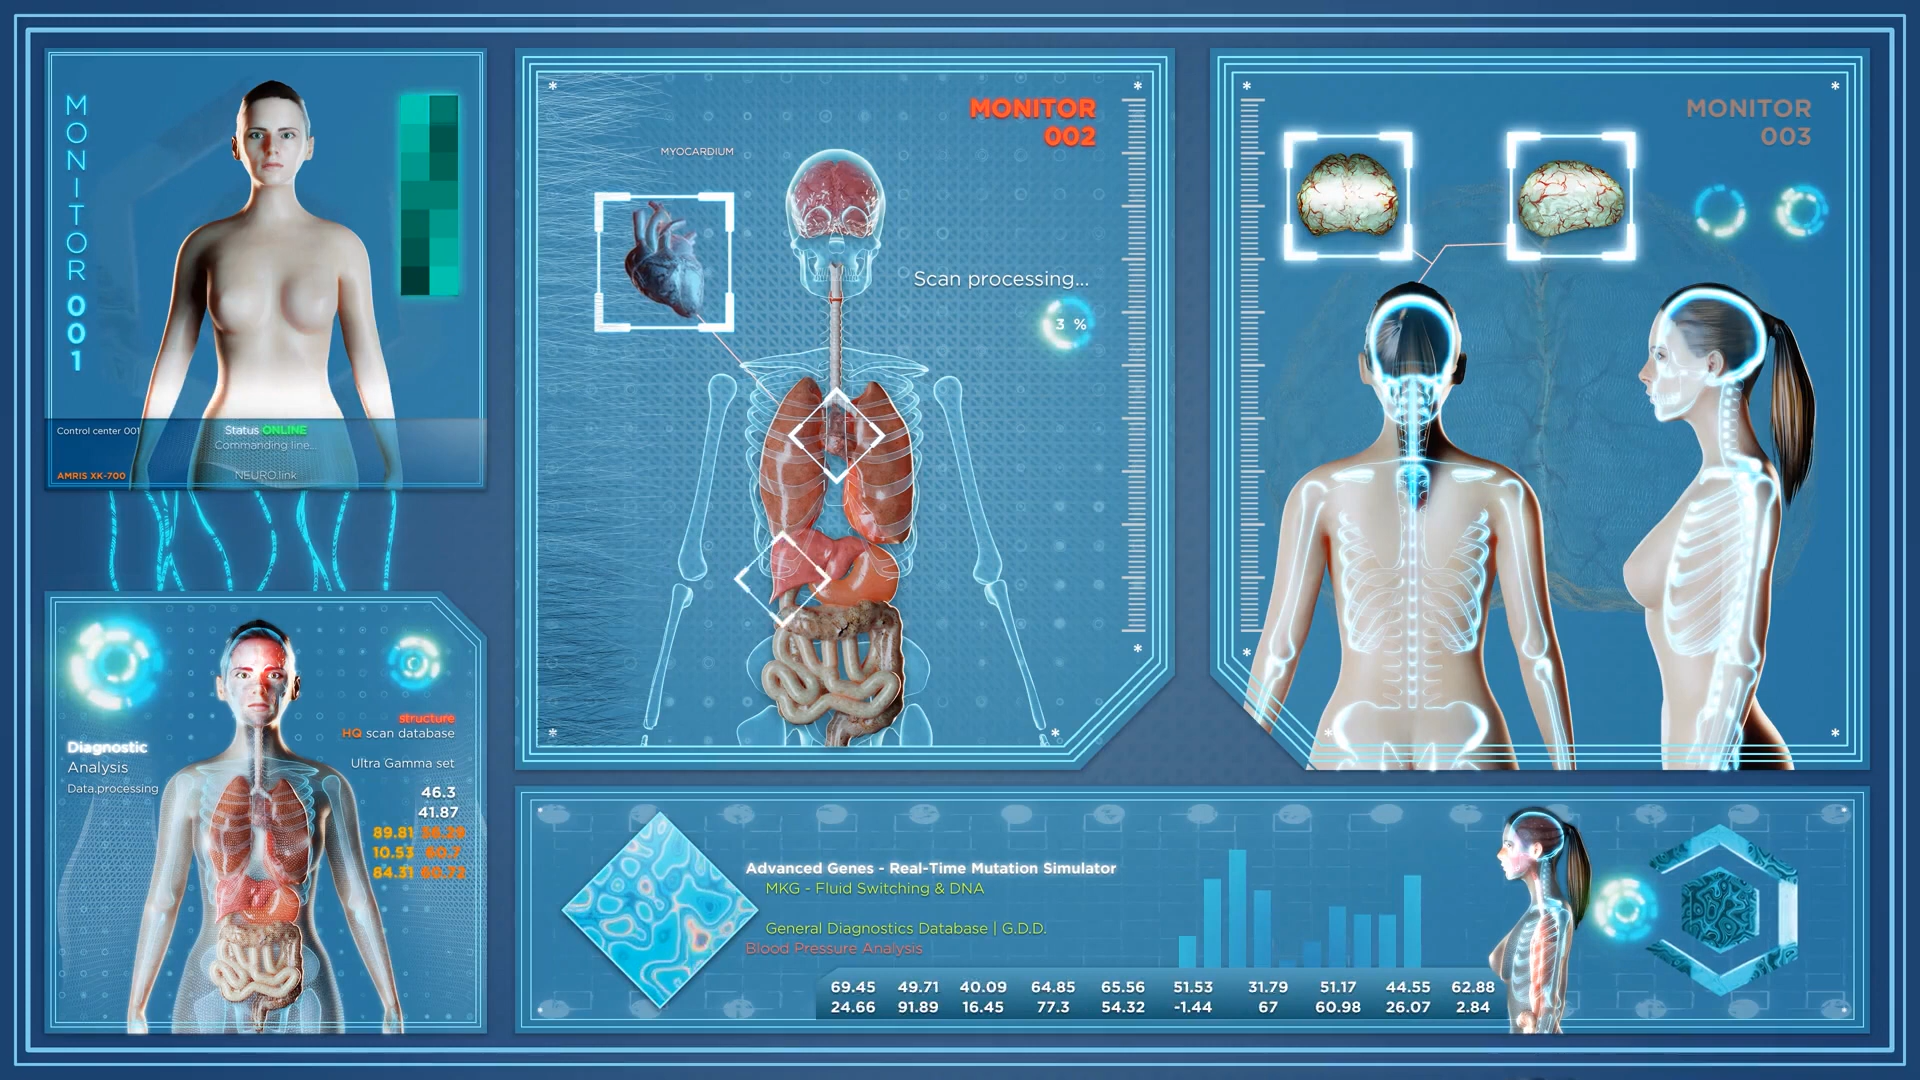 MONITOR 001
Control center 001
Status ONLINE
Commanding line...
AMRIS XK-700
NEURO.link
structure
HQ scan database
Ultra Gamma set
Diagnostic
Analysis
Data.processing
46.3
41.87
89.81
10.53
84.31
MONITOR
002
MYOCARDIUM
Scan processing...
3 %
MONITOR
003
Advanced Genes - Real-Time Mutation Simulator
MKG - Fluid Switching & DNA
General Diagnostics Database | G.D.D.
Blood Pressure Analysis
69.45 49.71 40.09 64.85 65.56 51.53 31.79 51.17 44.55 62.88
24.66 91.89 16.45 77.3 54.32 -1.44 67 60.98 26.07 2.84